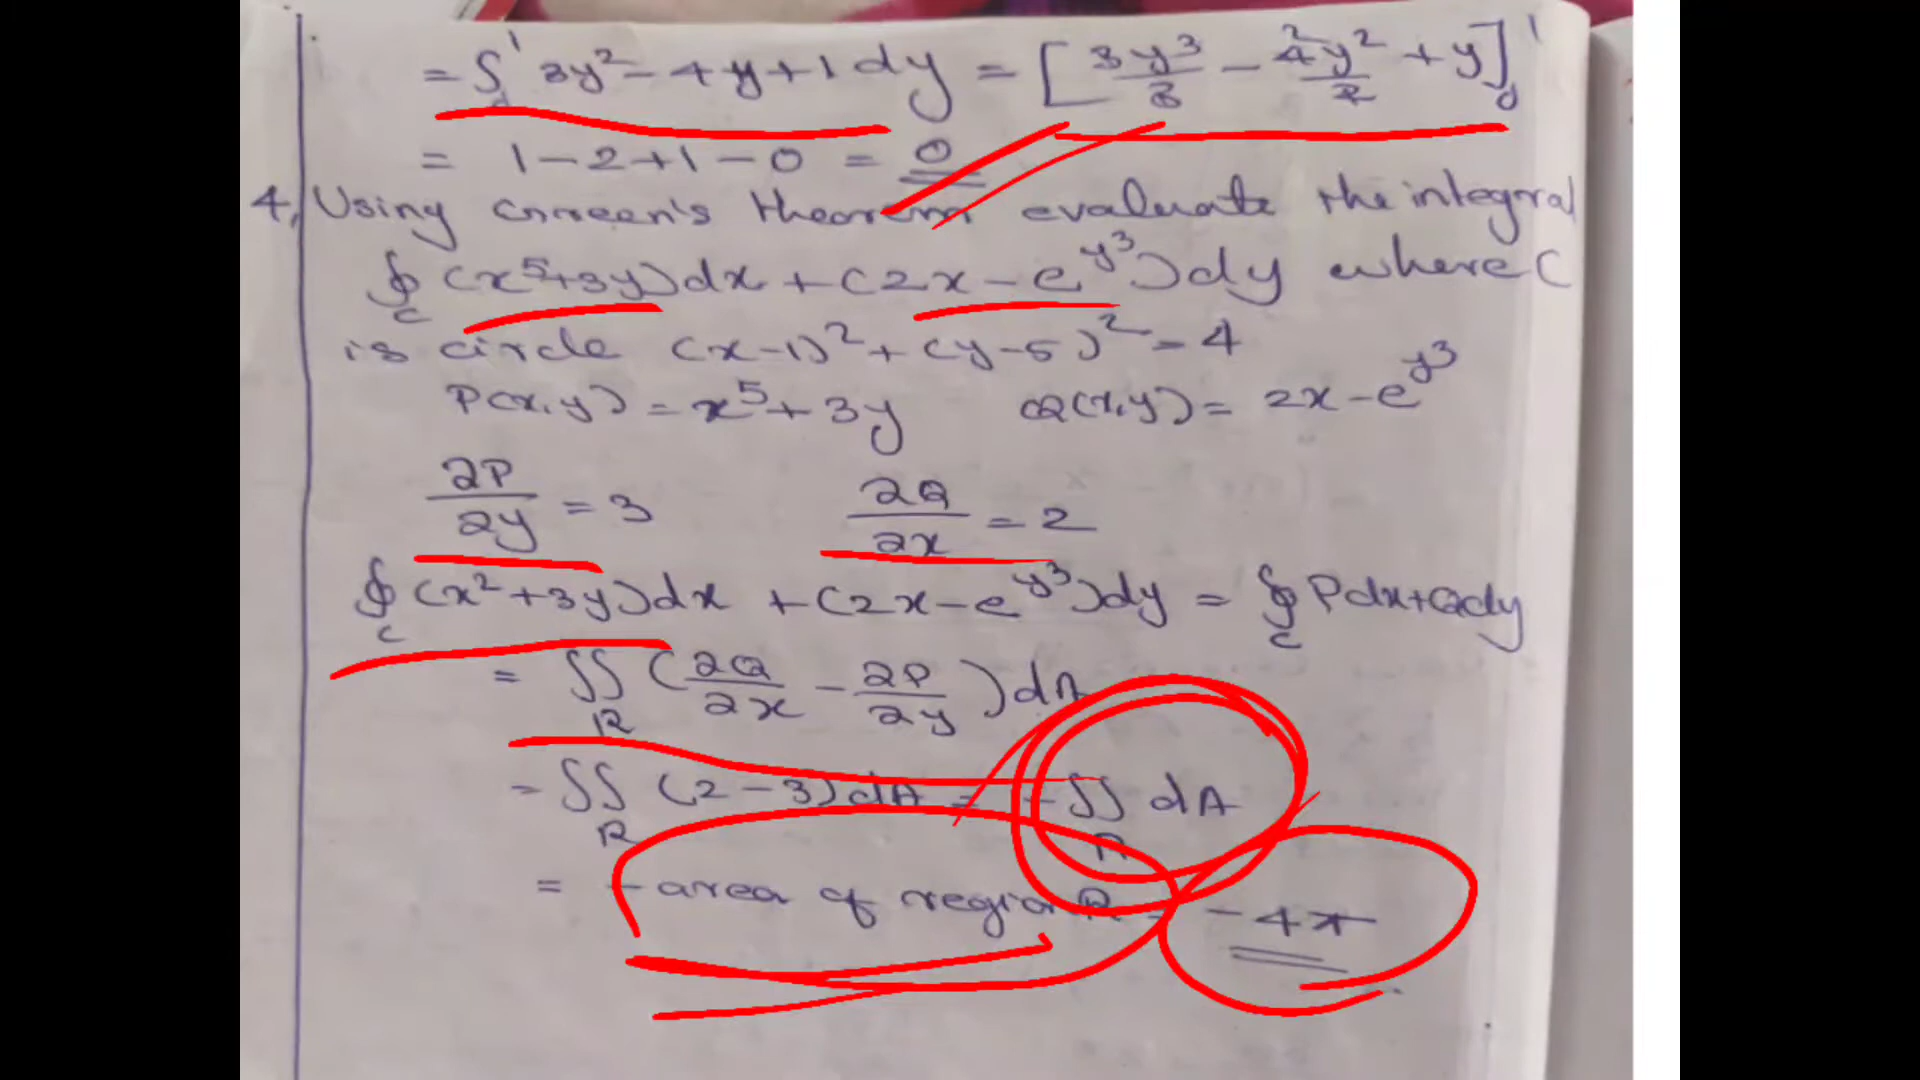 = ∫₀¹ 3y² - 4y + 1 dy = [3y³/3 - 4y²/2 + y]₀¹
= 1 - 2 + 1 - 0 = 0
4, Using Green's theorem evaluate the integral
∮c (x⁵+3y)dx + (2x - e^y³)dy where C
is circle (x-1)² + (y-5)² = 4
P(x,y) = x⁵ + 3y Q(x,y) = 2x - e^y³
∂P/∂y = 3 ∂Q/∂x = 2
∮c (x²+3y)dx + (2x - e^y³)dy = ∮c Pdx+Qdy
= ∬R (∂Q/∂x - ∂P/∂y) dA
= ∬R (2-3) dA = -∬R dA
= - area of region R = -4π